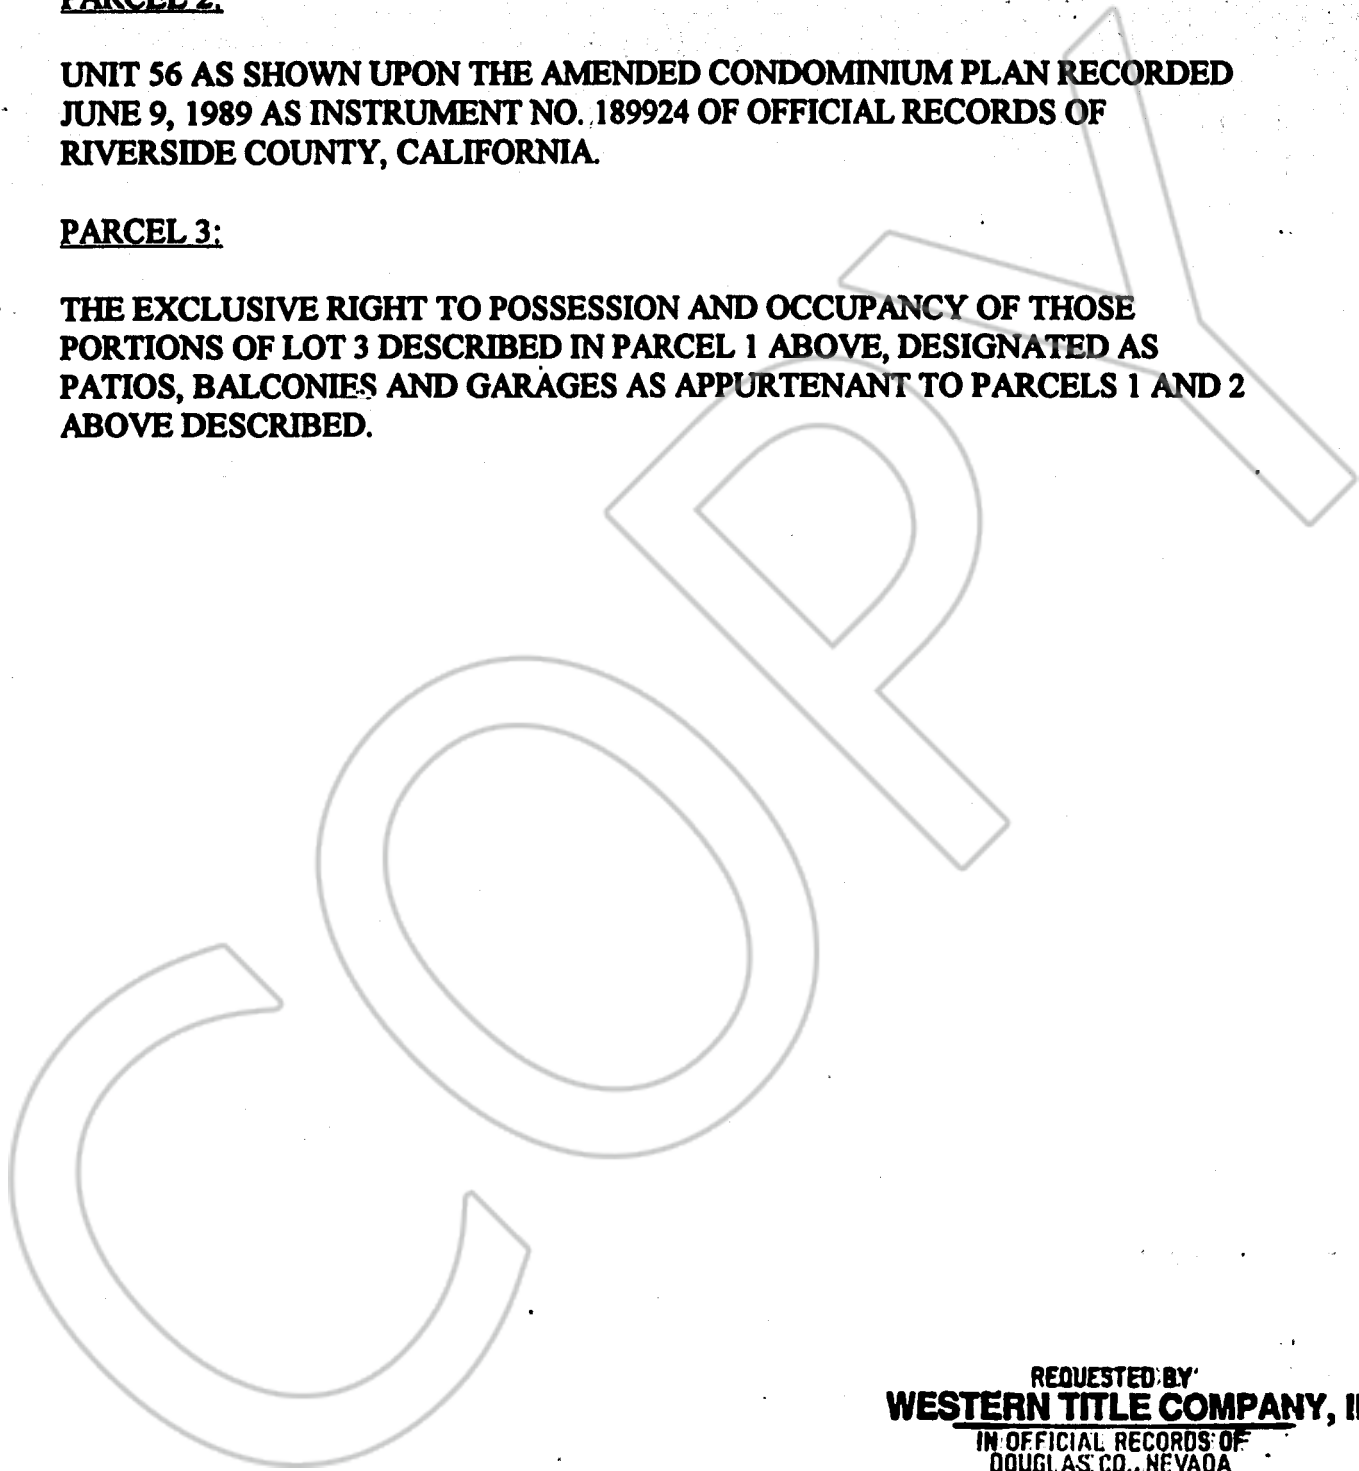 PARCEL 2:
UNIT 56 AS SHOWN UPON THE AMENDED CONDOMINIUM PLAN RECORDED
JUNE 9, 1989 AS INSTRUMENT NO. 189924 OF OFFICIAL RECORDS OF
RIVERSIDE COUNTY, CALIFORNIA.
PARCEL 3:
THE EXCLUSIVE RIGHT TO POSSESSION AND OCCUPANCY OF THOSE
PORTIONS OF LOT 3 DESCRIBED IN PARCEL 1 ABOVE, DESIGNATED AS
PATIOS, BALCONIES AND GARAGES AS APPURTENANT TO PARCELS 1 AND 2
ABOVE DESCRIBED.
COPY
REQUESTED BY
WESTERN TITLE COMPANY,
IN OFFICIAL RECORDS OF
DOUGLAS CO., NEVADA